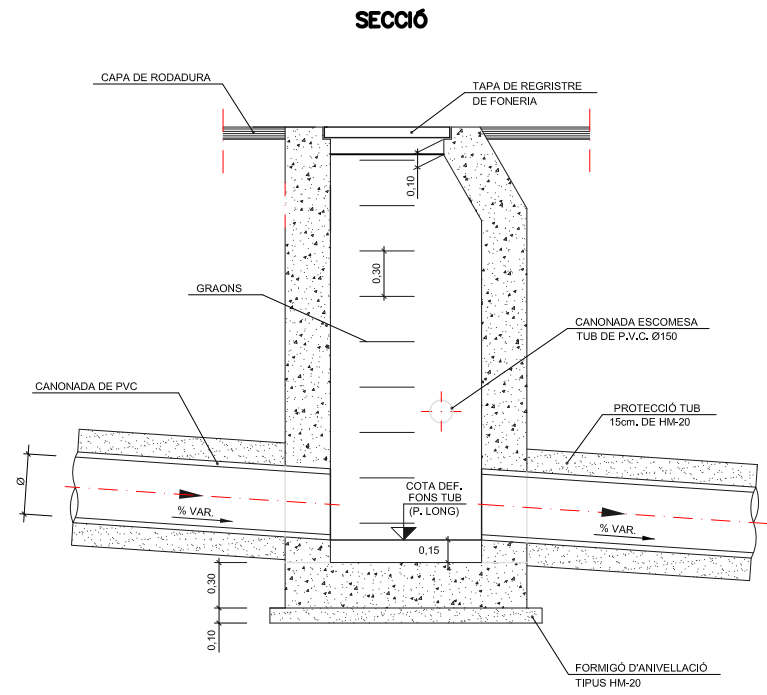 SECCIÓ
CAPA DE RODADURA
TAPA DE REGRISTRE
DE FONERIA
0,10
0,30
GRAONS
CANONADA ESCOMESA
TUB DE P.V.C. Ø150
CANONADA DE PVC
PROTECCIÓ TUB
15cm. DE HM-20
Ø
COTA DEF.
FONS TUB
(P. LONG)
% VAR.
% VAR.
0,15
0,30
0,10
FORMIGÓ D'ANIVELLACIÓ
TIPUS HM-20